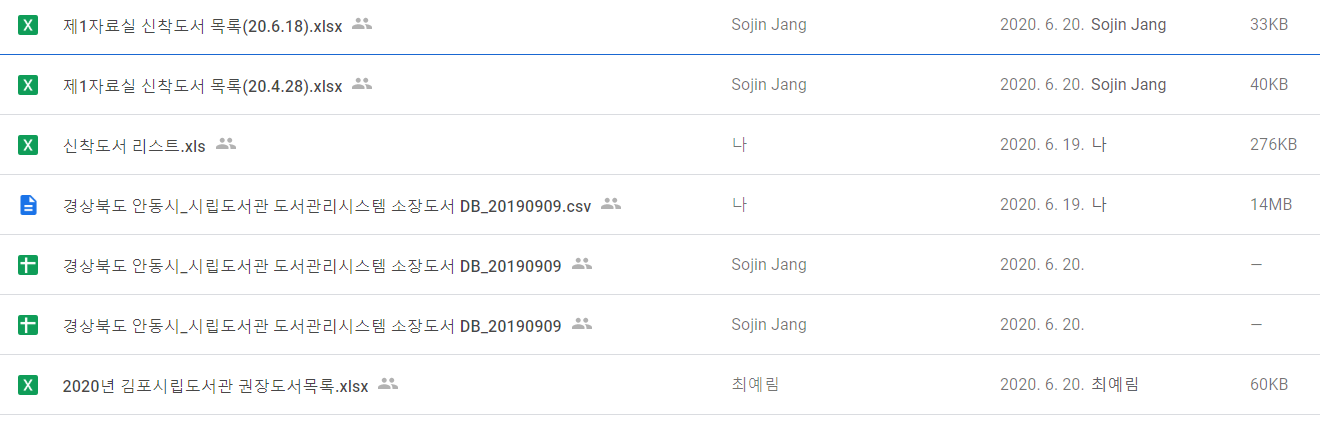 제1자료실 신착도서 목록(20.6.18).xlsx Sojin Jang 2020. 6. 20. Sojin Jang 33KB
제1자료실 신착도서 목록(20.4.28).xlsx Sojin Jang 2020. 6. 20. Sojin Jang 40KB
신착도서 리스트.xls 나 2020. 6. 19. 나 276KB
경상북도 안동시_시립도서관 도서관리시스템 소장도서 DB_20190909.csv 나 2020. 6. 19. 나 14MB
경상북도 안동시_시립도서관 도서관리시스템 소장도서 DB_20190909 Sojin Jang 2020. 6. 20. —
경상북도 안동시_시립도서관 도서관리시스템 소장도서 DB_20190909 Sojin Jang 2020. 6. 20. —
2020년 김포시립도서관 권장도서목록.xlsx 최예림 2020. 6. 20. 최예림 60KB